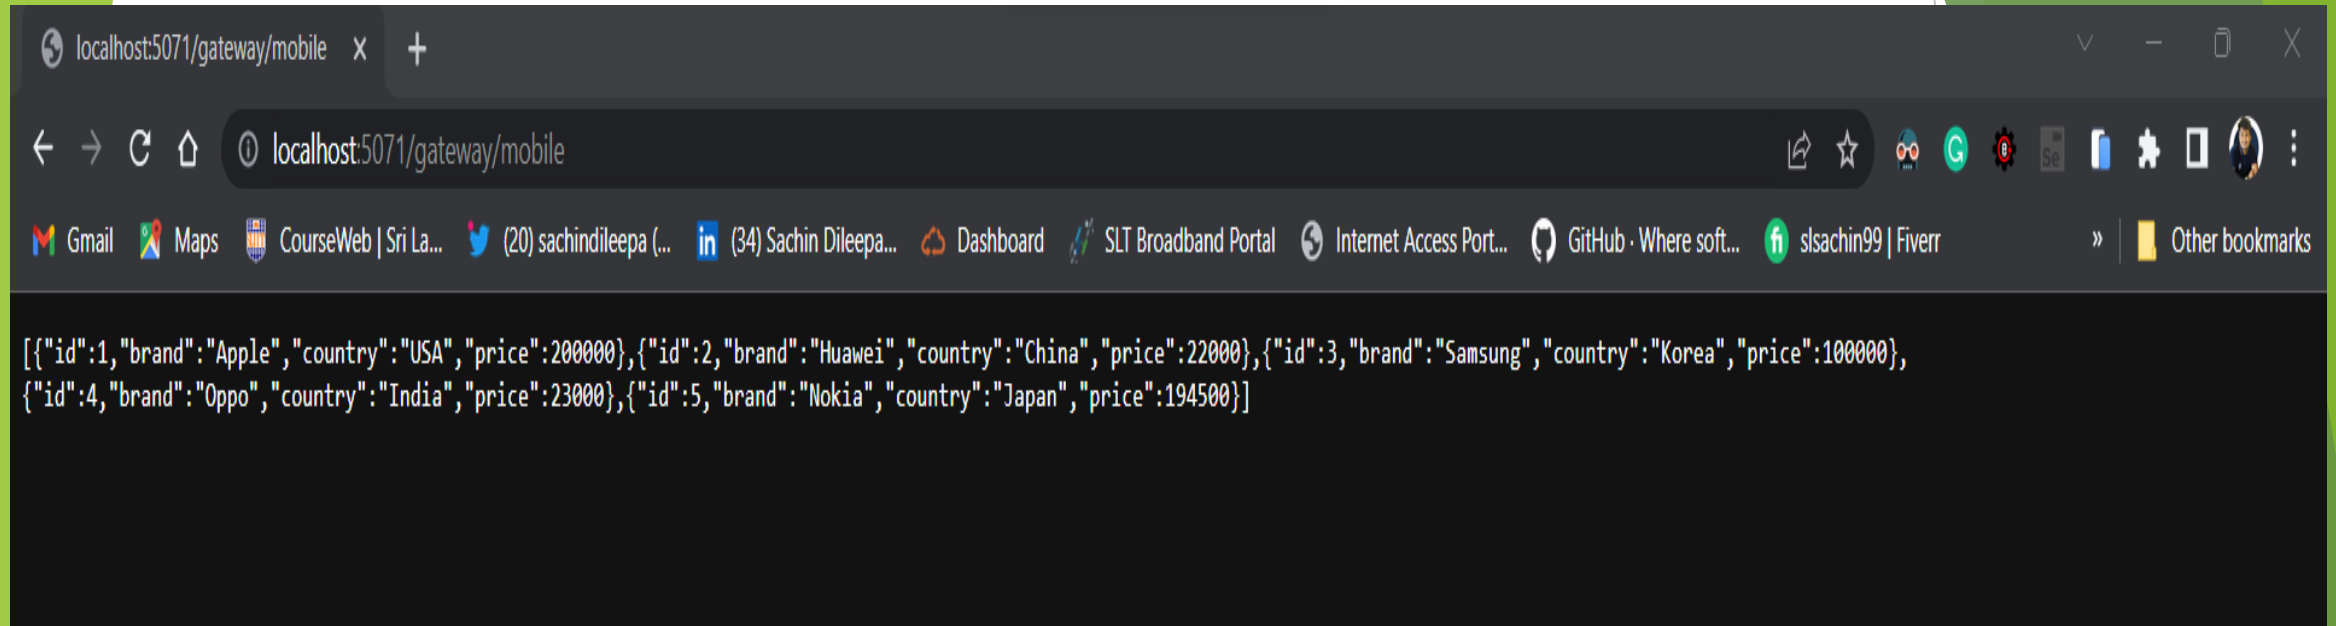 localhost:5071/gateway/mobile
localhost:5071/gateway/mobile
Se
Gmail Maps CourseWeb | Sri La... (20) sachindileepa (... in (34) Sachin Dileepa... Dashboard SLT Broadband Portal Internet Access Port... GitHub · Where soft... fi slsachin99 | Fiverr » Other bookmarks
[{"id":1,"brand":"Apple","country":"USA","price":200000},{"id":2,"brand":"Huawei","country":"China","price":22000},{"id":3,"brand":"Samsung","country":"Korea","price":100000},
{"id":4,"brand":"Oppo","country":"India","price":23000},{"id":5,"brand":"Nokia","country":"Japan","price":194500}]